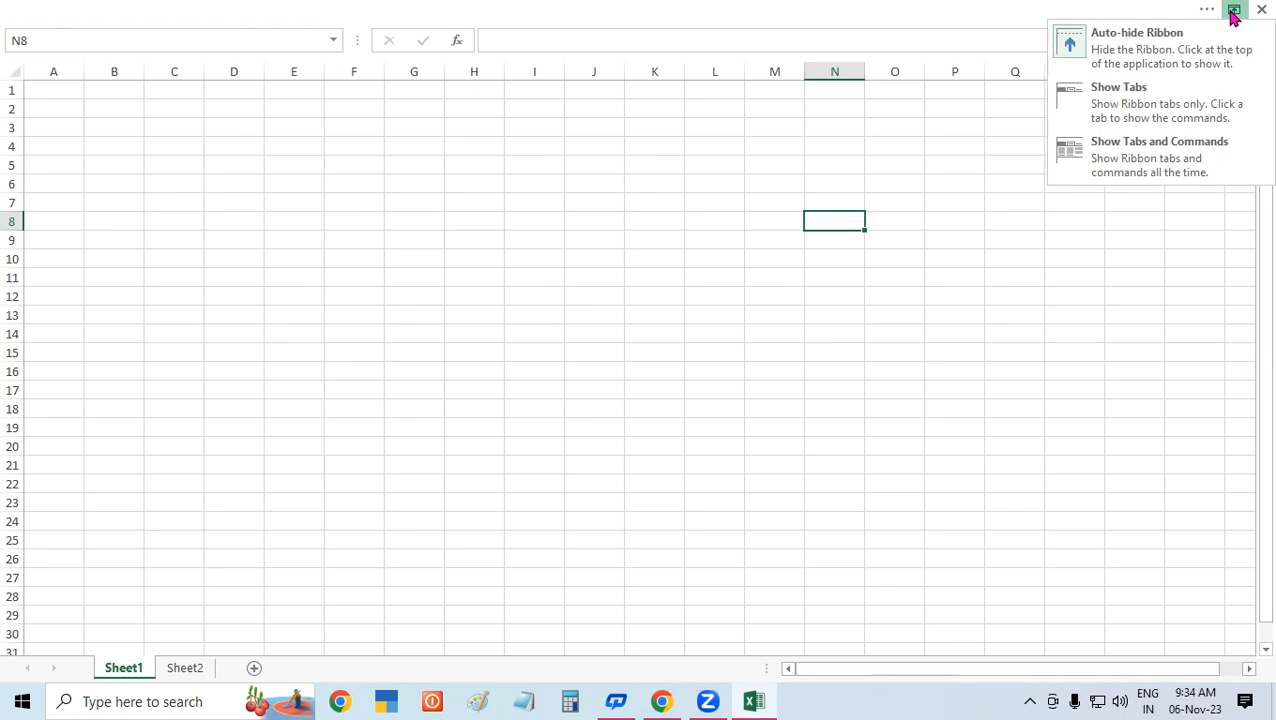 N8
fx
Auto-hide Ribbon
Hide the Ribbon. Click at the top
of the application to show it.
Show Tabs
Show Ribbon tabs only. Click a
tab to show the commands.
Show Tabs and Commands
Show Ribbon tabs and
commands all the time.
A B C D E F G H I J K L M N O P Q
1
2
3
4
5
6
7
8
9
10
11
12
13
14
15
16
17
18
19
20
21
22
23
24
25
26
27
28
29
30
31
Sheet1 Sheet2
Type here to search
ENG
IN
06-Nov-23